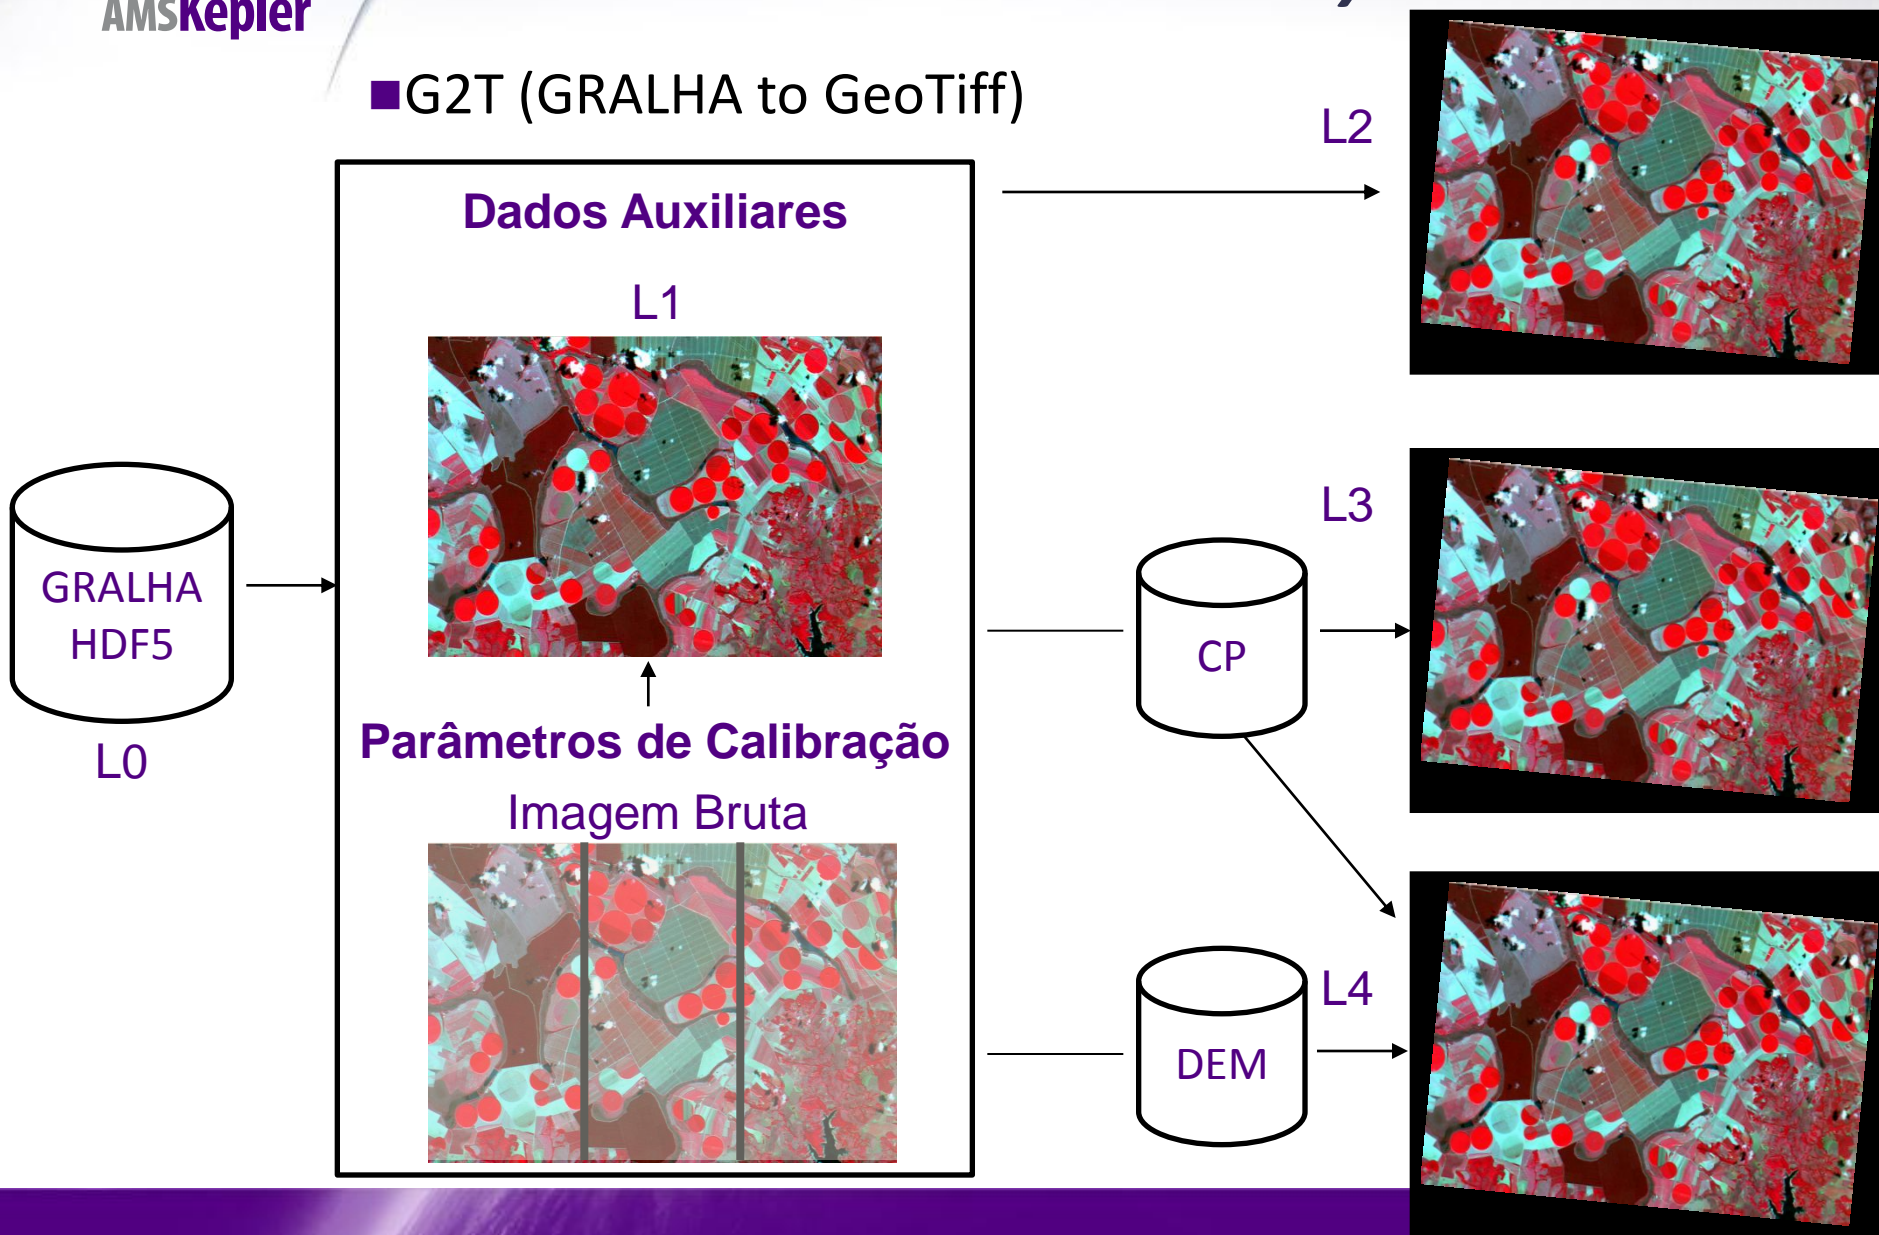 AMSKepler
G2T (GRALHA to GeoTiff)
L2
Dados Auxiliares
L1
L3
GRALHA
HDF5
L0
CP
Parâmetros de Calibração
Imagem Bruta
L4
DEM